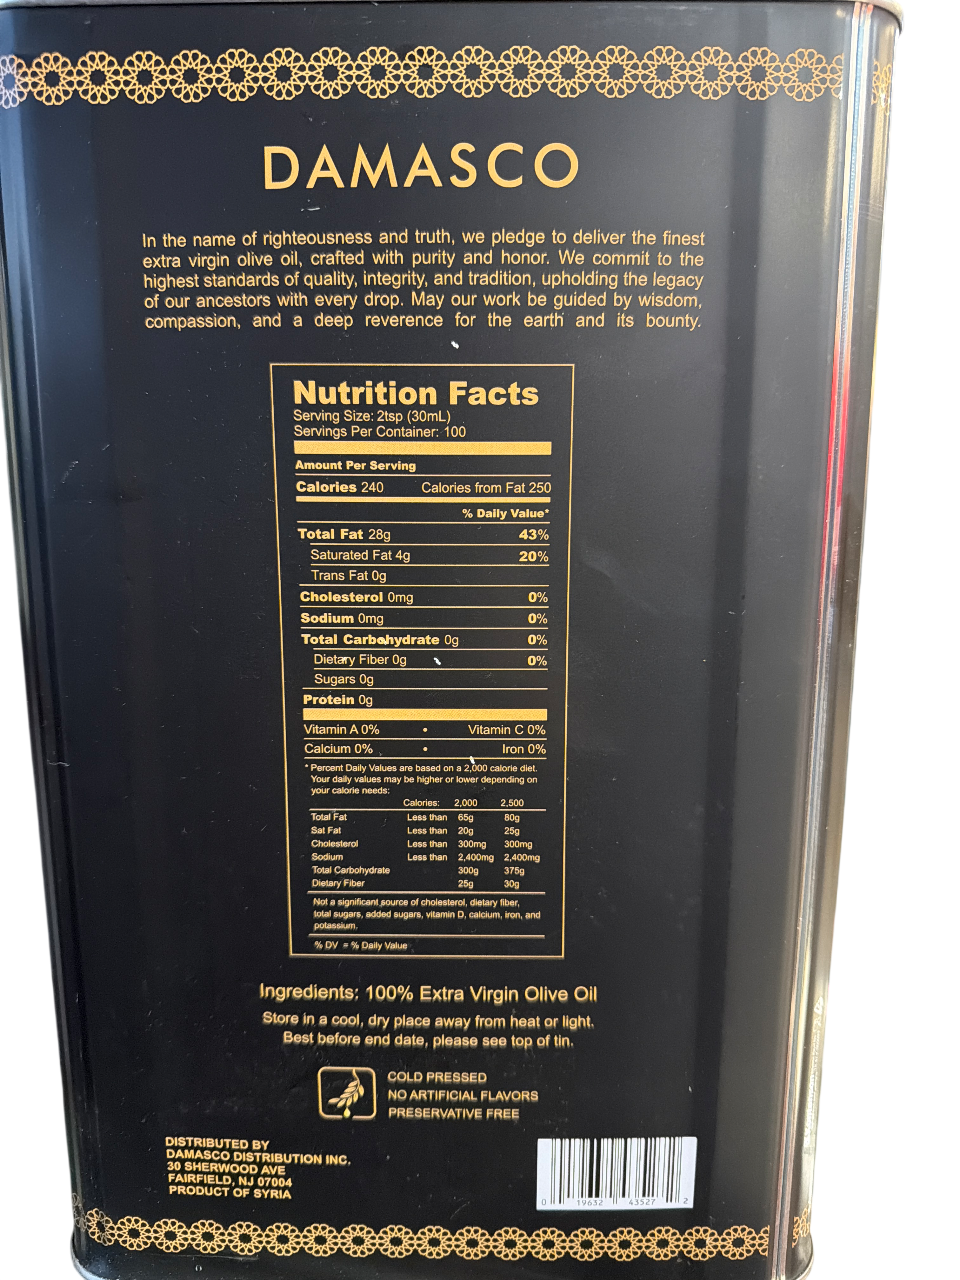 DAMASCO
In the name of righteousness and truth, we pledge to deliver the finest
extra virgin olive oil, crafted with purity and honor. We commit to the
highest standards of quality, integrity, and tradition, upholding the legacy
of our ancestors with every drop. May our work be guided by wisdom,
compassion, and a deep reverence for the earth and its bounty.
Nutrition Facts
Serving Size: 2tsp (30mL)
Servings Per Container: 100
Amount Per Serving
Calories 240 Calories from Fat 250
% Daily Value*
Total Fat 28g 43%
Saturated Fat 4g 20%
Trans Fat 0g
Cholesterol 0mg 0%
Sodium 0mg 0%
Total Carbohydrate 0g 0%
Dietary Fiber 0g 0%
Sugars 0g
Protein 0g
Vitamin A 0% • Vitamin C 0%
Calcium 0% • Iron 0%
* Percent Daily Values are based on a 2,000 calorie diet.
Your daily values may be higher or lower depending on
your calorie needs:
Calories: 2,000 2,500
Total Fat Less than 65g 80g
Sat Fat Less than 20g 25g
Cholesterol Less than 300mg 300mg
Sodium Less than 2,400mg 2,400mg
Total Carbohydrate 300g 375g
Dietary Fiber 25g 30g
Not a significant source of cholesterol, dietary fiber,
total sugars, added sugars, vitamin D, calcium, iron, and
potassium.
% DV = % Daily Value
Ingredients: 100% Extra Virgin Olive Oil
Store in a cool, dry place away from heat or light.
Best before end date, please see top of tin.
COLD PRESSED
NO ARTIFICIAL FLAVORS
PRESERVATIVE FREE
DISTRIBUTED BY
DAMASCO DISTRIBUTION INC.
30 SHERWOOD AVE
FAIRFIELD, NJ 07004
PRODUCT OF SYRIA
0 19632 43527 2